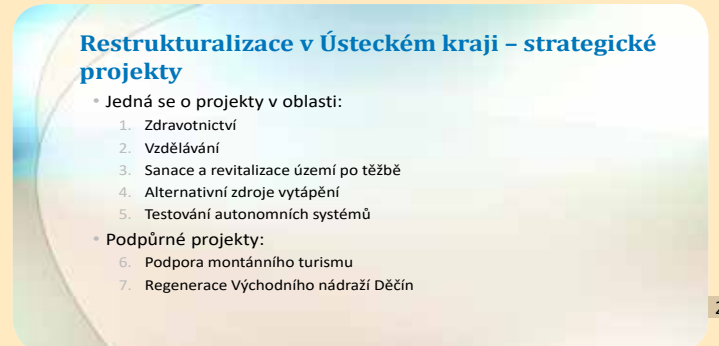 Restrukturalizace v Ústeckém kraji – strategické
projekty
• Jedná se o projekty v oblasti:
1. Zdravotnictví
2. Vzdělávání
3. Sanace a revitalizace území po těžbě
4. Alternativní zdroje vytápění
5. Testování autonomních systémů
• Podpůrné projekty:
6. Podpora montánního turismu
7. Regenerace Východního nádraží Děčín
2